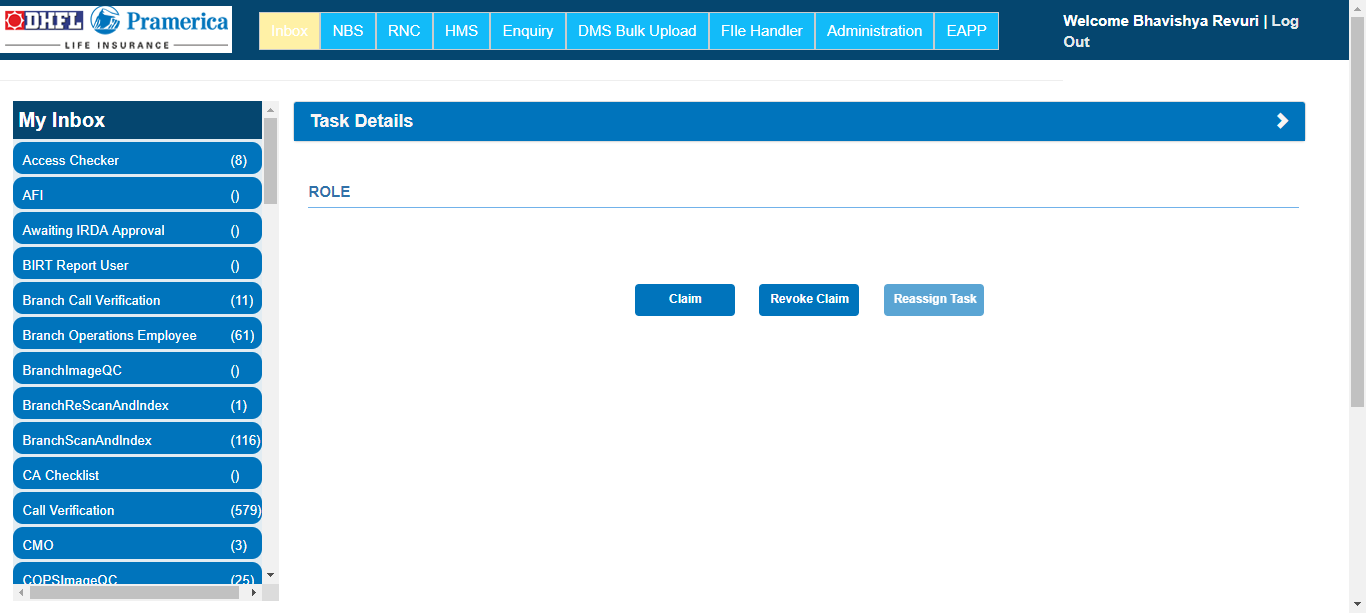 DHFL Pramerica
LIFE INSURANCE
Inbox NBS RNC HMS Enquiry DMS Bulk Upload FIle Handler Administration EAPP
Welcome Bhavishya Revuri | Log
Out
My Inbox
Task Details
Access Checker (8)
AFI ()
ROLE
Awaiting IRDA Approval ()
BIRT Report User ()
Branch Call Verification (11)
Claim Revoke Claim Reassign Task
Branch Operations Employee (61)
BranchImageQC ()
BranchReScanAndIndex (1)
BranchScanAndIndex (116)
CA Checklist ()
Call Verification (579)
CMO (3)
COPSImageQC (25)